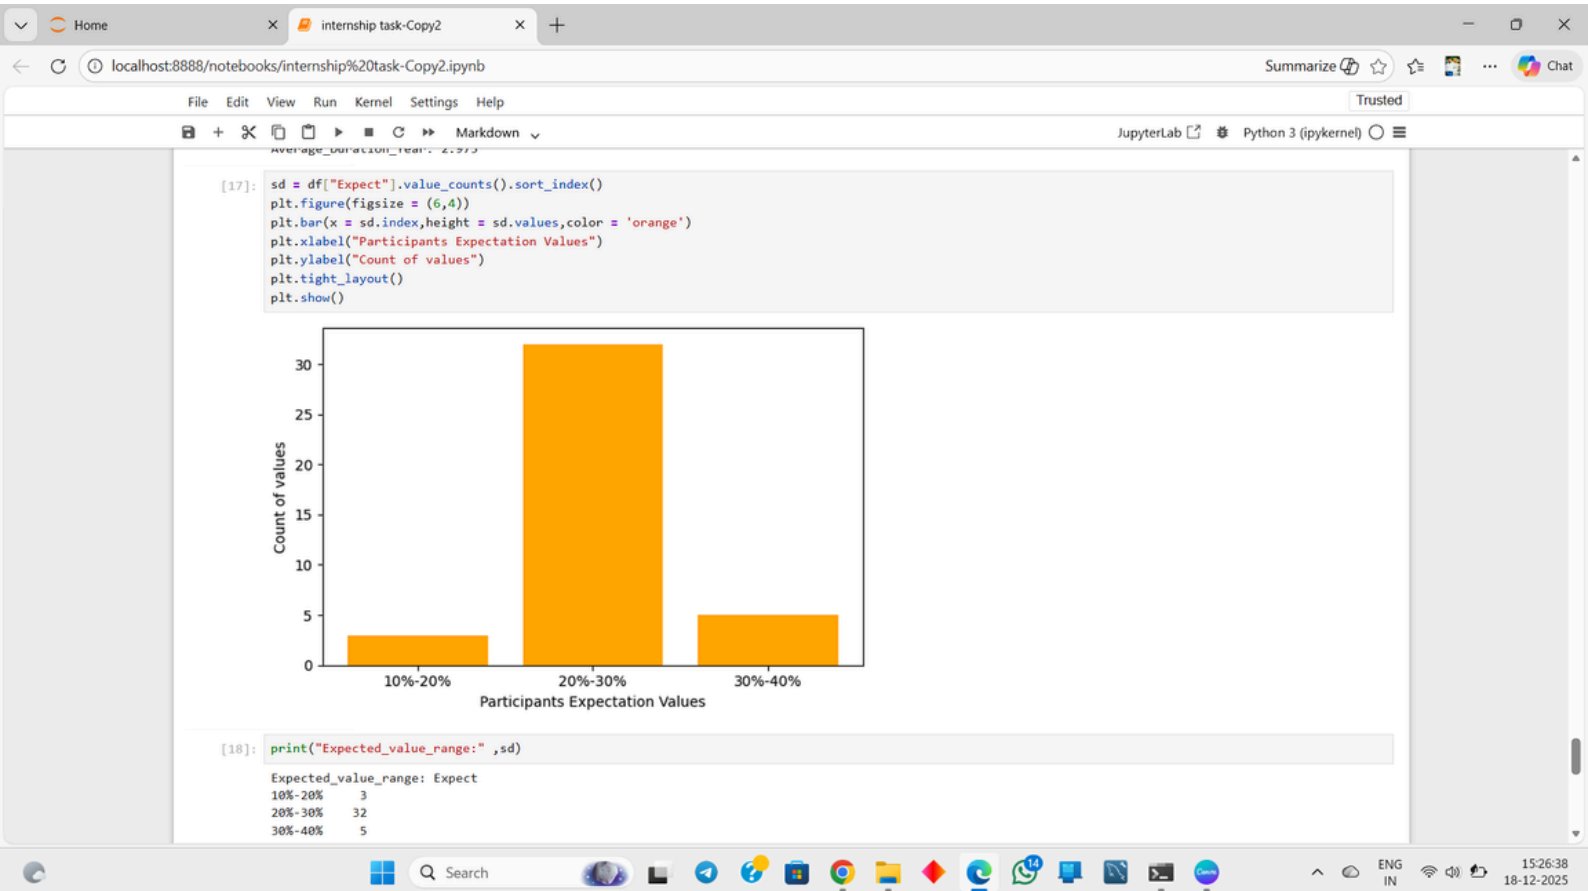 Home
internship task-Copy2
localhost:8888/notebooks/internship%20task-Copy2.ipynb
Summarize
Chat
File Edit View Run Kernel Settings Help
Trusted
Markdown
JupyterLab
Python 3 (ipykernel)
Average_Duration_Year: 2.975
[17]:
sd = df["Expect"].value_counts().sort_index()
plt.figure(figsize = (6,4))
plt.bar(x = sd.index,height = sd.values,color = 'orange')
plt.xlabel("Participants Expectation Values")
plt.ylabel("Count of values")
plt.tight_layout()
plt.show()
30
25
20
15
10
5
0
Count of values
10%-20% 20%-30% 30%-40%
Participants Expectation Values
[18]:
print("Expected_value_range:" ,sd)
Expected_value_range: Expect
10%-20% 3
20%-30% 32
30%-40% 5
Search
14
ENG
IN
15:26:38
18-12-2025